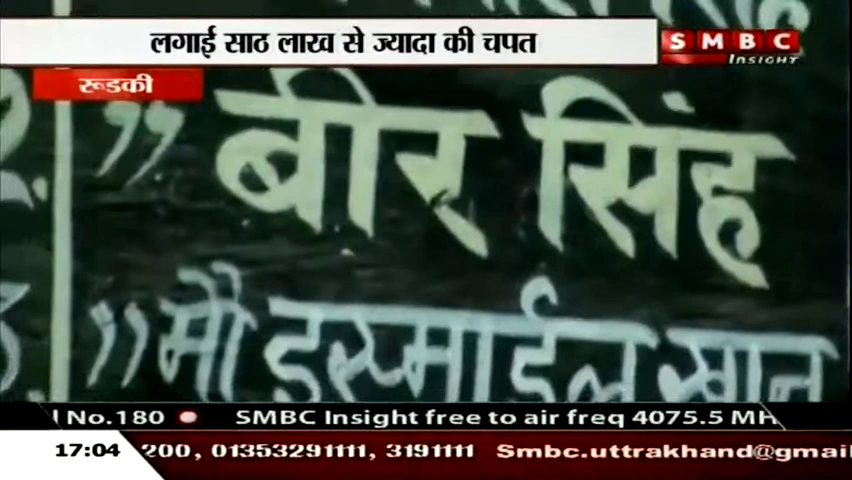 लगाई साठ लाख से ज्यादा की चपत
SMBC
INSIGHT
रूडकी
” बीर सिंह
” मौ इस्माईल खान
No.180 SMBC Insight free to air freq 4075.5 MH
17:04 200, 01353291111, 3191111 Smbc.uttrakhand@gmail